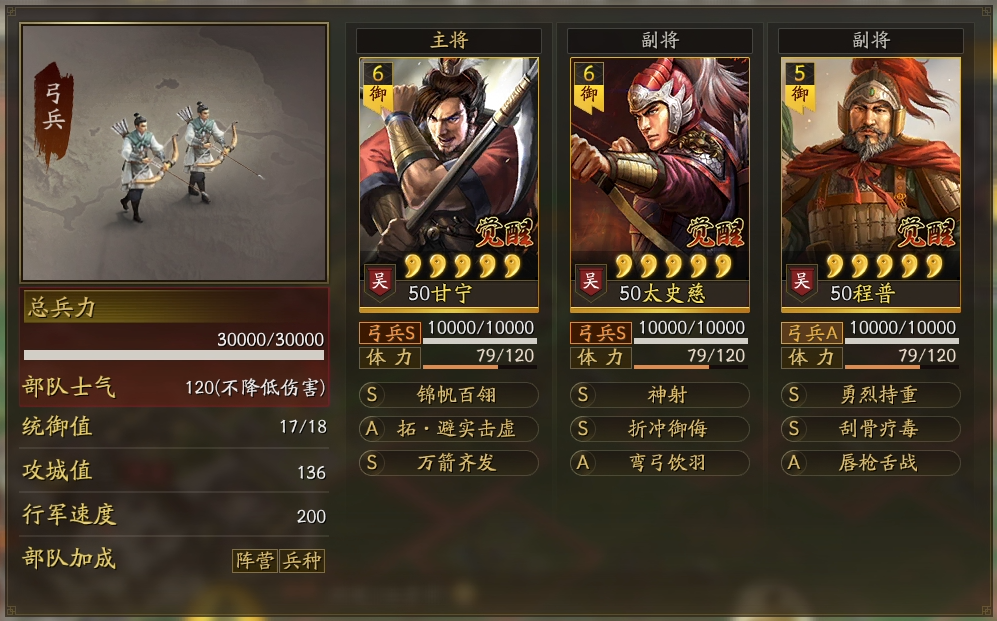 弓兵
总兵力
30000/30000
部队士气 120(不降低伤害)
统御值 17/18
攻城值 136
行军速度 200
部队加成 阵营 兵种
主将
6
御
觉醒
吴
50甘宁
弓兵S 10000/10000
体力 79/120
S 锦帆百翎
A 拓·避实击虚
S 万箭齐发
副将
6
御
觉醒
吴
50太史慈
弓兵S 10000/10000
体力 79/120
S 神射
S 折冲御侮
A 弯弓饮羽
副将
5
御
觉醒
吴
50程普
弓兵A 10000/10000
体力 79/120
S 勇烈持重
S 刮骨疗毒
A 唇枪舌战